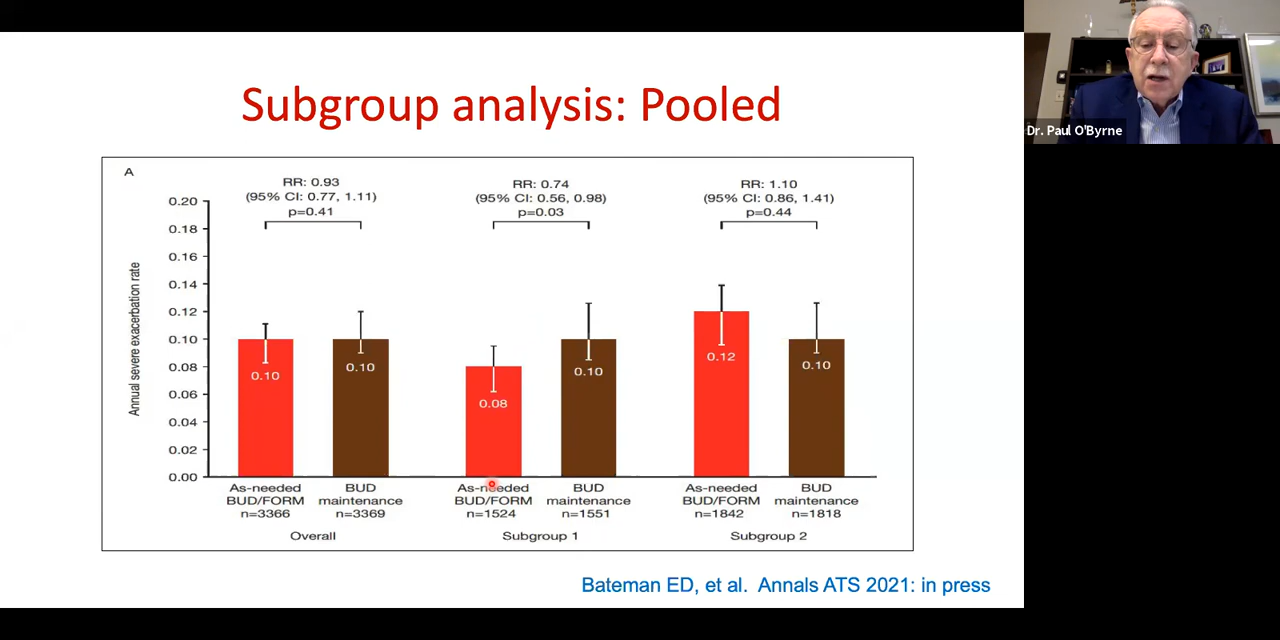 Subgroup analysis: Pooled
Dr. Paul O'Byrne
A
RR: 0.93
(95% CI: 0.77, 1.11)
p=0.41
RR: 0.74
(95% CI: 0.56, 0.98)
p=0.03
RR: 1.10
(95% CI: 0.86, 1.41)
p=0.44
Annual severe exacerbation rate
0.20
0.18
0.16
0.14
0.12
0.10
0.08
0.06
0.04
0.02
0.00
0.10
0.10
0.08
0.10
0.12
0.10
As-needed
BUD/FORM
n=3366
BUD
maintenance
n=3369
As-needed
BUD/FORM
n=1524
BUD
maintenance
n=1551
As-needed
BUD/FORM
n=1842
BUD
maintenance
n=1818
Overall
Subgroup 1
Subgroup 2
Bateman ED, et al. Annals ATS 2021: in press